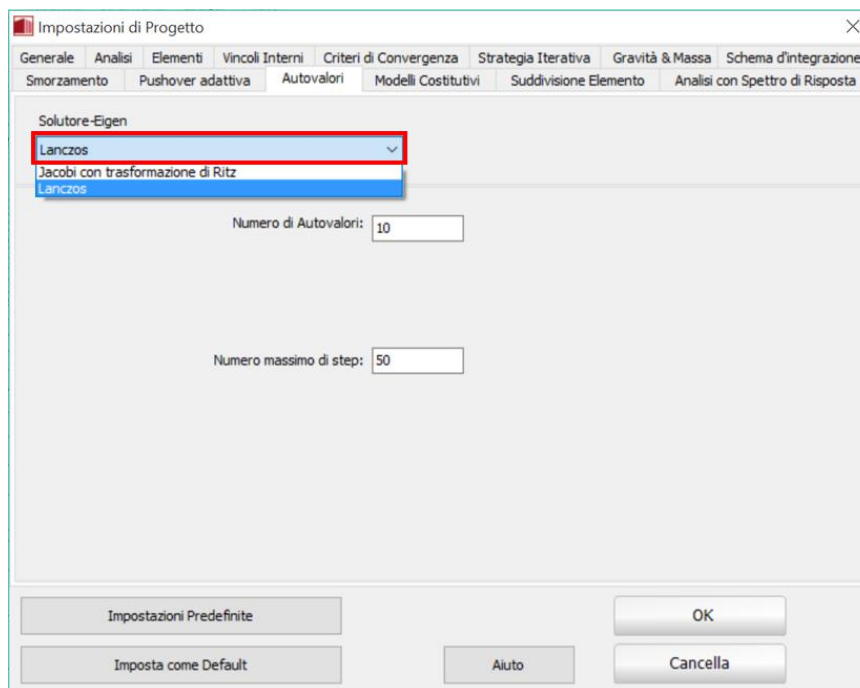 Impostazioni di Progetto
Generale Analisi Elementi Vincoli Interni Criteri di Convergenza Strategia Iterativa Gravità & Massa Schema d'integrazione
Smorzamento Pushover adattiva Autovalori Modelli Costitutivi Suddivisione Elemento Analisi con Spettro di Risposta
Solutore-Eigen
Lanczos
Jacobi con trasformazione di Ritz
Lanczos
Numero di Autovalori: 10
Numero massimo di step: 50
Impostazioni Predefinite OK
Imposta come Default Aiuto Cancella